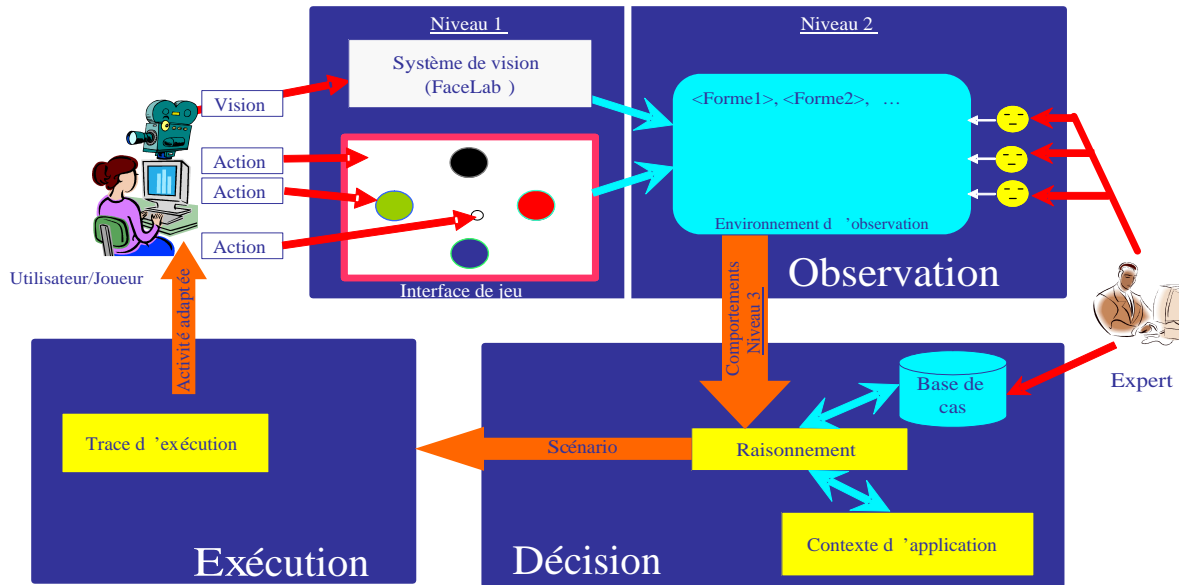 Niveau 1
Niveau 2
Système de vision
(FaceLab )
<Forme1>, <Forme2>, …
Vision
Action
Action
Action
Utilisateur/Joueur
Interface de jeu
Environnement d ’observation
Observation
Activité adaptée
Comportements
Niveau 3
Expert
Base de
cas
Trace d ’exécution
Scénario
Raisonnement
Contexte d ’application
Exécution
Décision